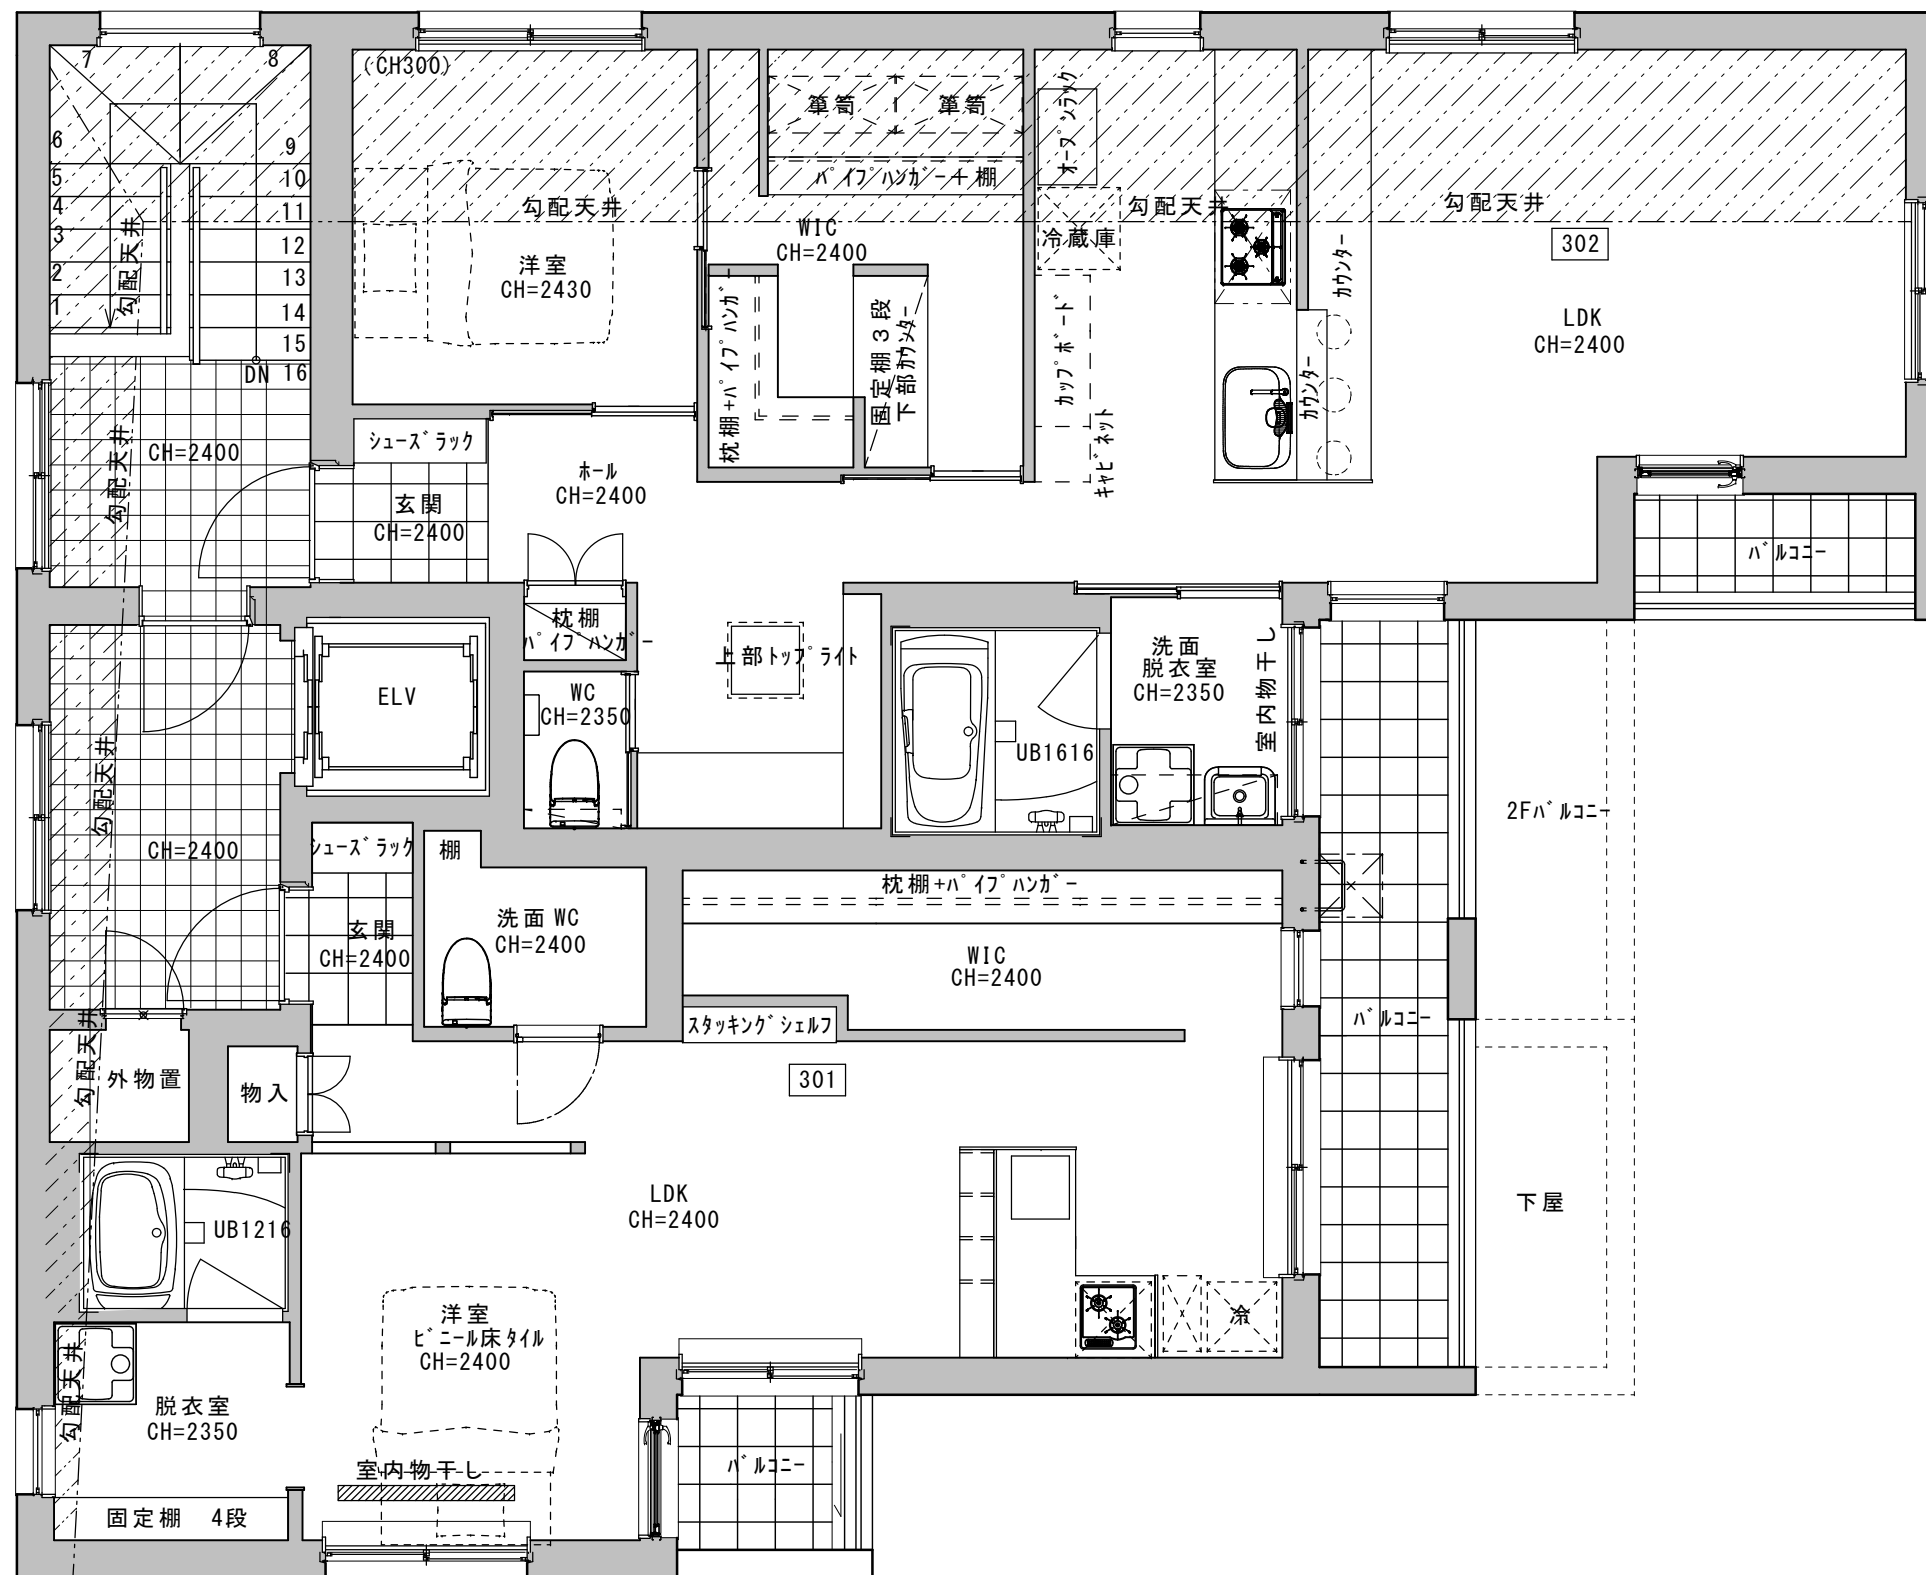 7
8
6
9
5
10
4
11
3
12
2
13
1
14
15
DN 16
勾配天井
(CH300)
勾配天井
洋室
CH=2430
箪笥
箪笥
パイプハンガー+棚
WIC
CH=2400
枕棚+パイプハンガー
固定棚3段
下部カウンター
オープンラック
勾配天井
冷蔵庫
カップボード
キャビネット
カウンター
カウンター
勾配天井
302
LDK
CH=2400
バルコニー
CH=2400
勾配天井
シューズラック
玄関
CH=2400
ホール
CH=2400
枕棚
パイプハンガー
WC
CH=2350
上部トップライト
UB1616
洗面
脱衣室
CH=2350
室内物干し
ELV
勾配天井
CH=2400
2Fバルコニー
シューズラック
棚
玄関
CH=2400
洗面WC
CH=2400
枕棚+パイプハンガー
WIC
CH=2400
スタッキングシェルフ
バルコニー
勾配天井
外物置
物入
301
UB1216
LDK
CH=2400
下屋
冷
洋室
ビニール床タイル
CH=2400
勾配天井
脱衣室
CH=2350
室内物干し
固定棚 4段
バルコニー